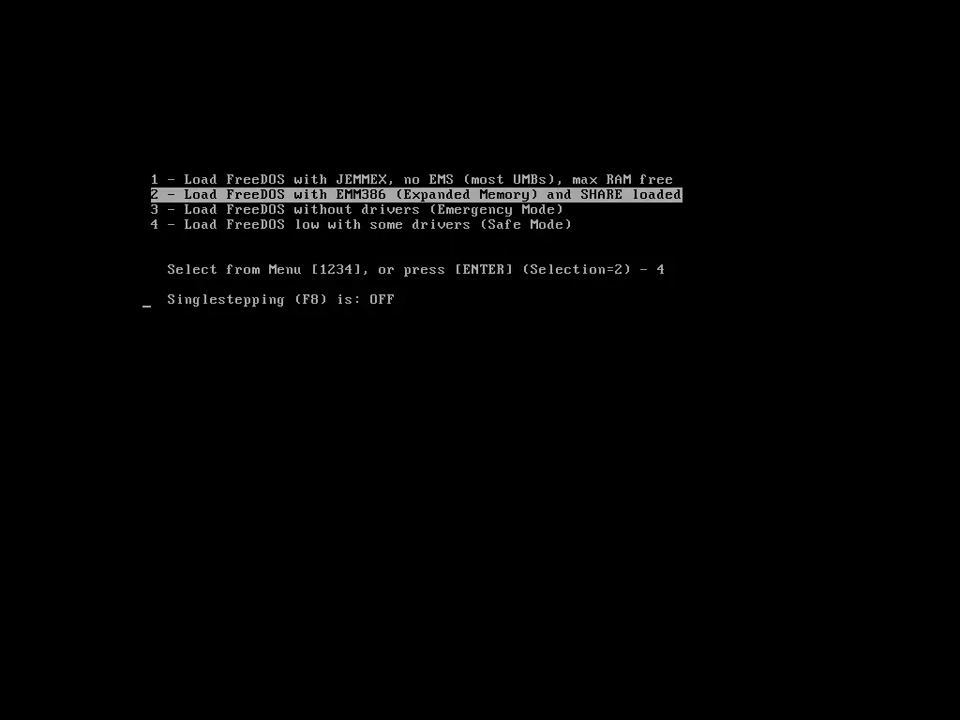 1 - Load FreeDOS with JEMMEX, no EMS (most UMBs), max RAM free
2 - Load FreeDOS with EMM386 (Expanded Memory) and SHARE loaded
3 - Load FreeDOS without drivers (Emergency Mode)
4 - Load FreeDOS low with some drivers (Safe Mode)
Select from Menu [1234], or press [ENTER] (Selection=2) - 4
_ Singlestepping (F8) is: OFF